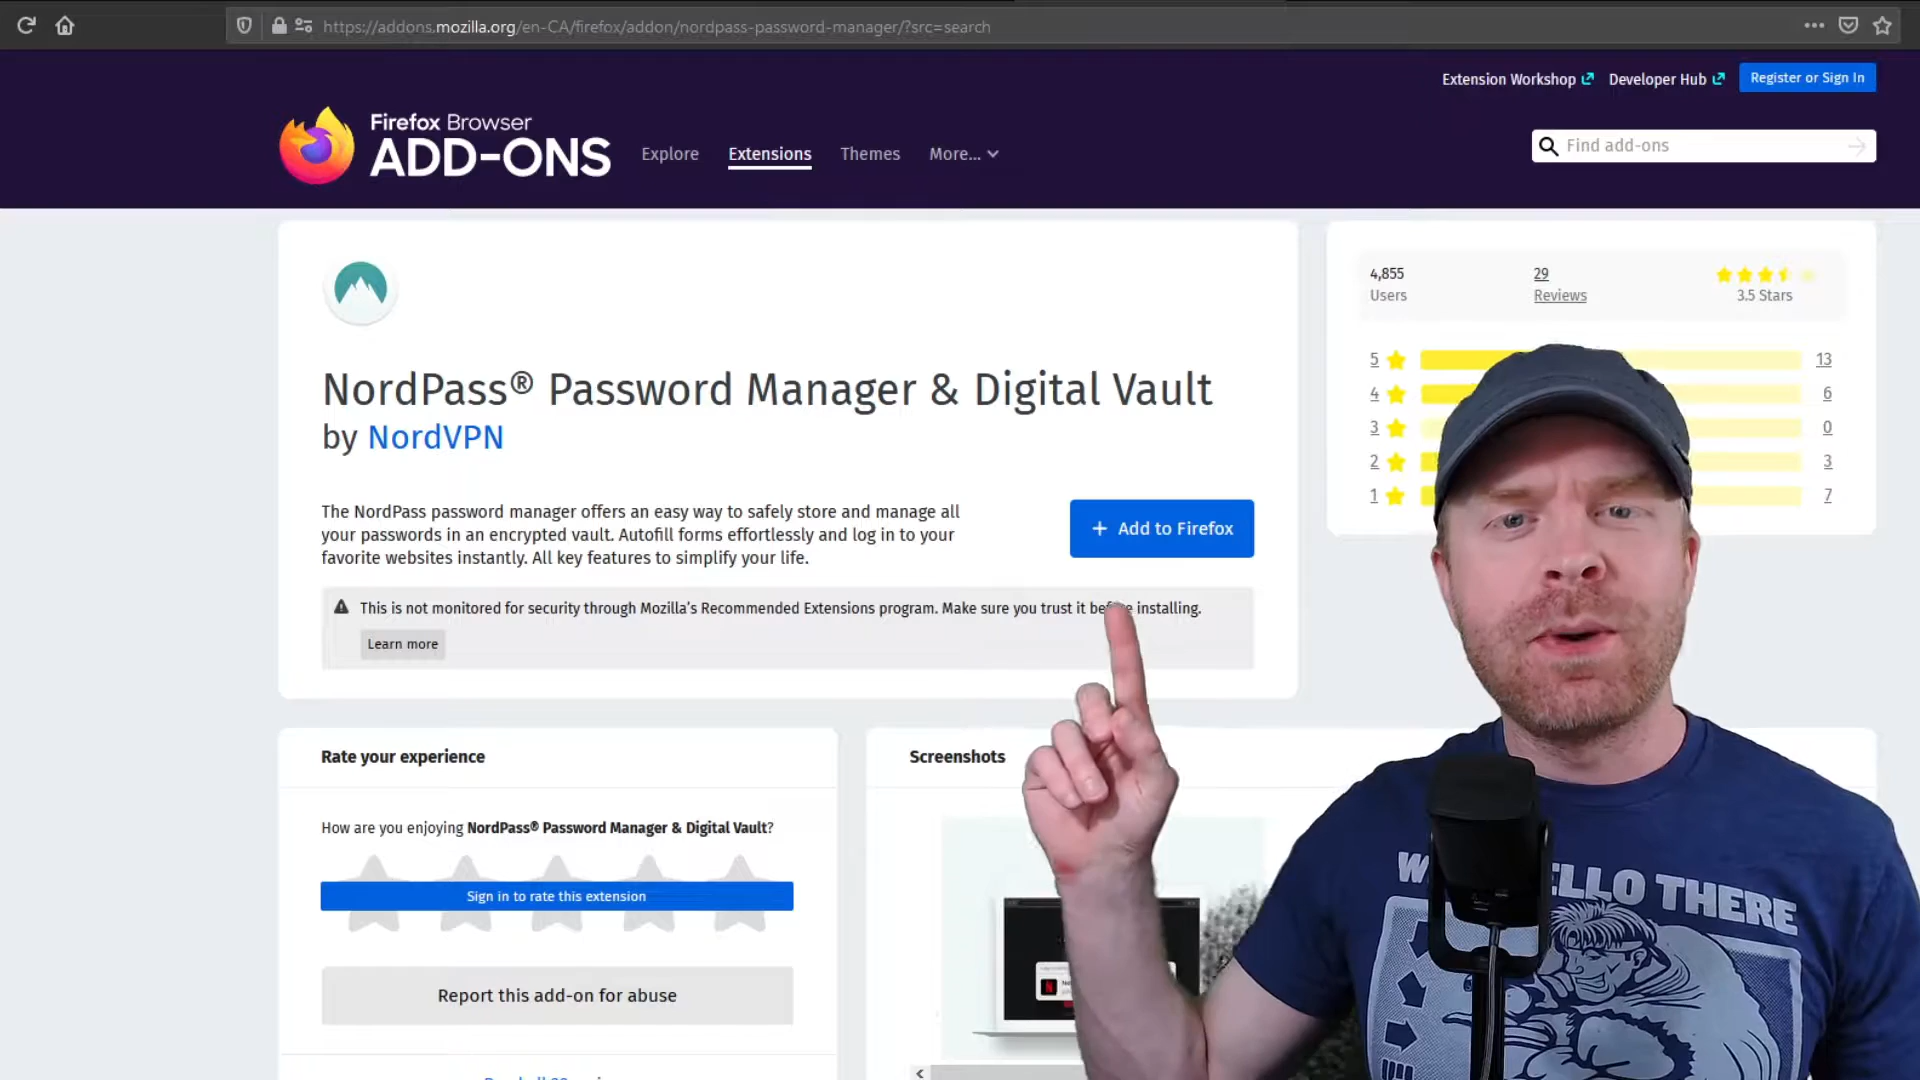 https://addons.mozilla.org/en-CA/firefox/addon/nordpass-password-manager/?src=search
Extension Workshop
Developer Hub
Register or Sign In
Firefox Browser
ADD-ONS
Explore
Extensions
Themes
More...
Find add-ons
4,855
Users
29
Reviews
3.5 Stars
5
13
4
6
3
0
2
3
1
7
NordPass® Password Manager & Digital Vault
by NordVPN
The NordPass password manager offers an easy way to safely store and manage all
your passwords in an encrypted vault. Autofill forms effortlessly and log in to your
favorite websites instantly. All key features to simplify your life.
+ Add to Firefox
This is not monitored for security through Mozilla's Recommended Extensions program. Make sure you trust it before installing.
Learn more
Rate your experience
How are you enjoying NordPass® Password Manager & Digital Vault?
Sign in to rate this extension
Report this add-on for abuse
Screenshots
N
ELLO THERE